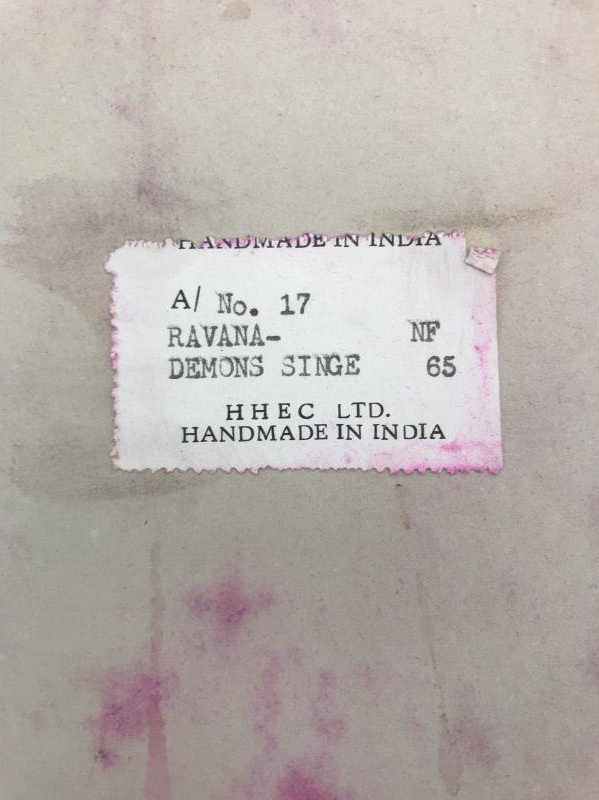 HANDMADE IN INDIA
A/ No. 17
RAVANA- NF
DEMONS SINGE 65
HHEC LTD.
HANDMADE IN INDIA